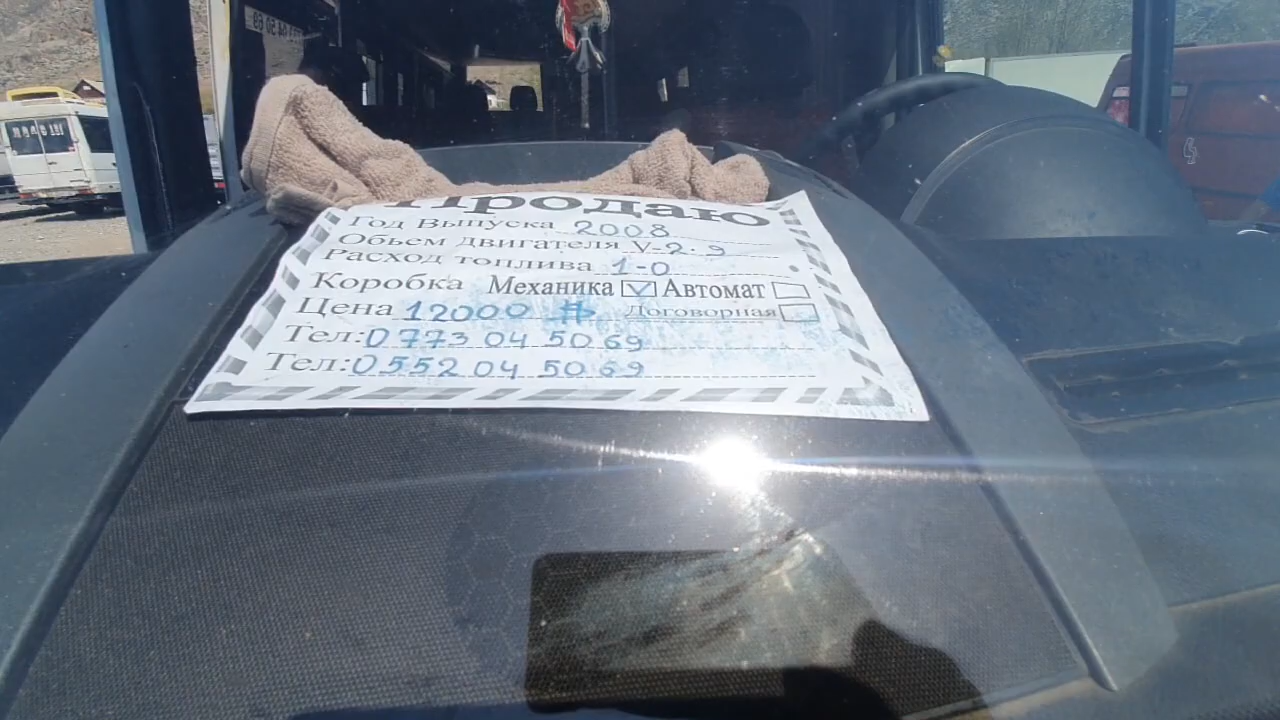 Продаю
Год Выпуска 2008
Обьем двигателя V-2.9
Расход топлива 1-0
Коробка Механика Автомат
Цена 12000 $ Договорная
Тел: 0773 04 50 69
Тел: 0552 04 50 69